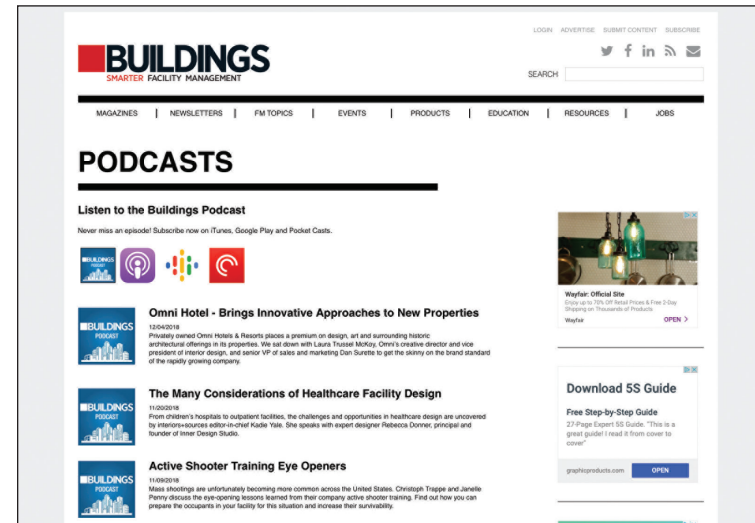 LOGIN ADVERTISE SUBMIT CONTENT SUBSCRIBE
BUILDINGS
SMARTER FACILITY MANAGEMENT
SEARCH
MAGAZINES | NEWSLETTERS | FM TOPICS | EVENTS | PRODUCTS | EDUCATION | RESOURCES | JOBS
PODCASTS
Listen to the Buildings Podcast
Never miss an episode! Subscribe now on iTunes, Google Play and Pocket Casts.
BUILDINGS
PODCAST
Omni Hotel - Brings Innovative Approaches to New Properties
12/04/2018
Privately owned Omni Hotels & Resorts places a premium on design, art and surrounding historic
architectural offerings in its properties. We sat down with Laura Trussel McKoy, Omni's creative director and vice
president of interior design, and senior VP of sales and marketing Dan Surette to get the skinny on the brand standard
of the rapidly growing company.
BUILDINGS
PODCAST
The Many Considerations of Healthcare Facility Design
11/20/2018
From children's hospitals to outpatient facilities, the challenges and opportunities in healthcare design are uncovered
by interiors+sources editor-in-chief Kadie Yale. She speaks with expert designer Rebecca Donner, principal and
founder of Inner Design Studio.
BUILDINGS
PODCAST
Active Shooter Training Eye Openers
11/09/2018
Mass shootings are unfortunately becoming more common across the United States. Christoph Trappe and Janelle
Penny discuss the eye-opening lessons learned from their company active shooter training. Find out how you can
prepare the occupants in your facility for this situation and increase their survivability.
BUILDINGS
PODCAST
Wayfair: Official Site
Enjoy up to 70% Off Retail Prices & Free 2-Day
Shipping on Thousands of Products
Wayfair OPEN >
Download 5S Guide
Free Step-by-Step Guide
27-Page Expert 5S Guide. "This is a
great guide! I read it from cover to
cover"
graphicproducts.com OPEN